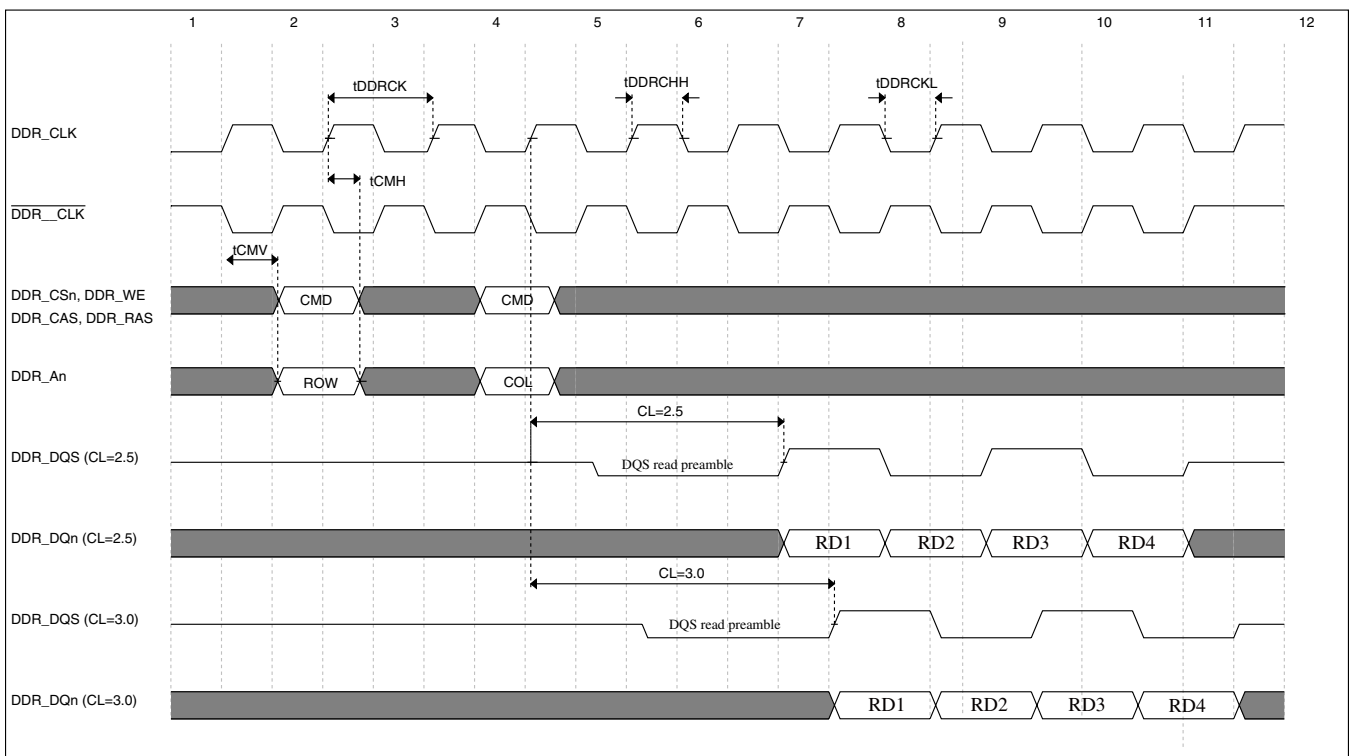 1 2 3 4 5 6 7 8 9 10 11 12
tDDRCK
tDDRCHH
tDDRCKL
DDR_CLK
tCMH
DDR__CLK
tCMV
DDR_CSn, DDR_WE
DDR_CAS, DDR_RAS
CMD CMD
DDR_An
ROW COL
CL=2.5
DDR_DQS (CL=2.5)
DQS read preamble
DDR_DQn (CL=2.5)
RD1 RD2 RD3 RD4
CL=3.0
DDR_DQS (CL=3.0)
DQS read preamble
DDR_DQn (CL=3.0)
RD1 RD2 RD3 RD4